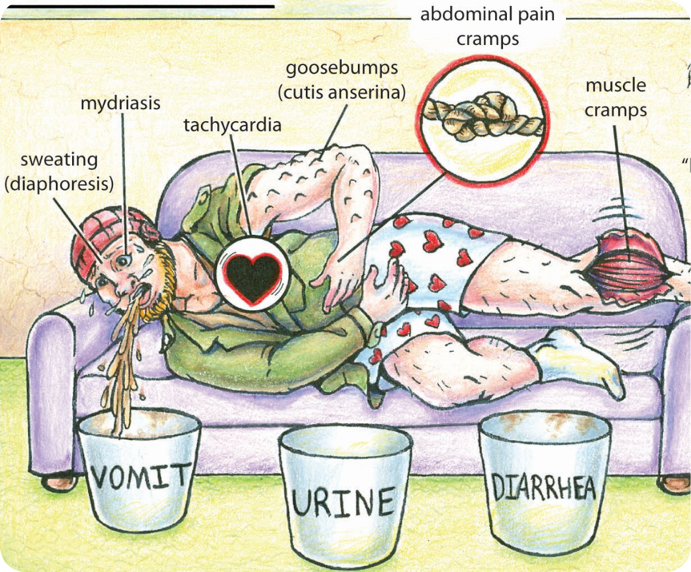 abdominal pain
cramps
goosebumps
(cutis anserina)
muscle
cramps
mydriasis
tachycardia
sweating
(diaphoresis)
VOMIT
URINE
DIARRHEA